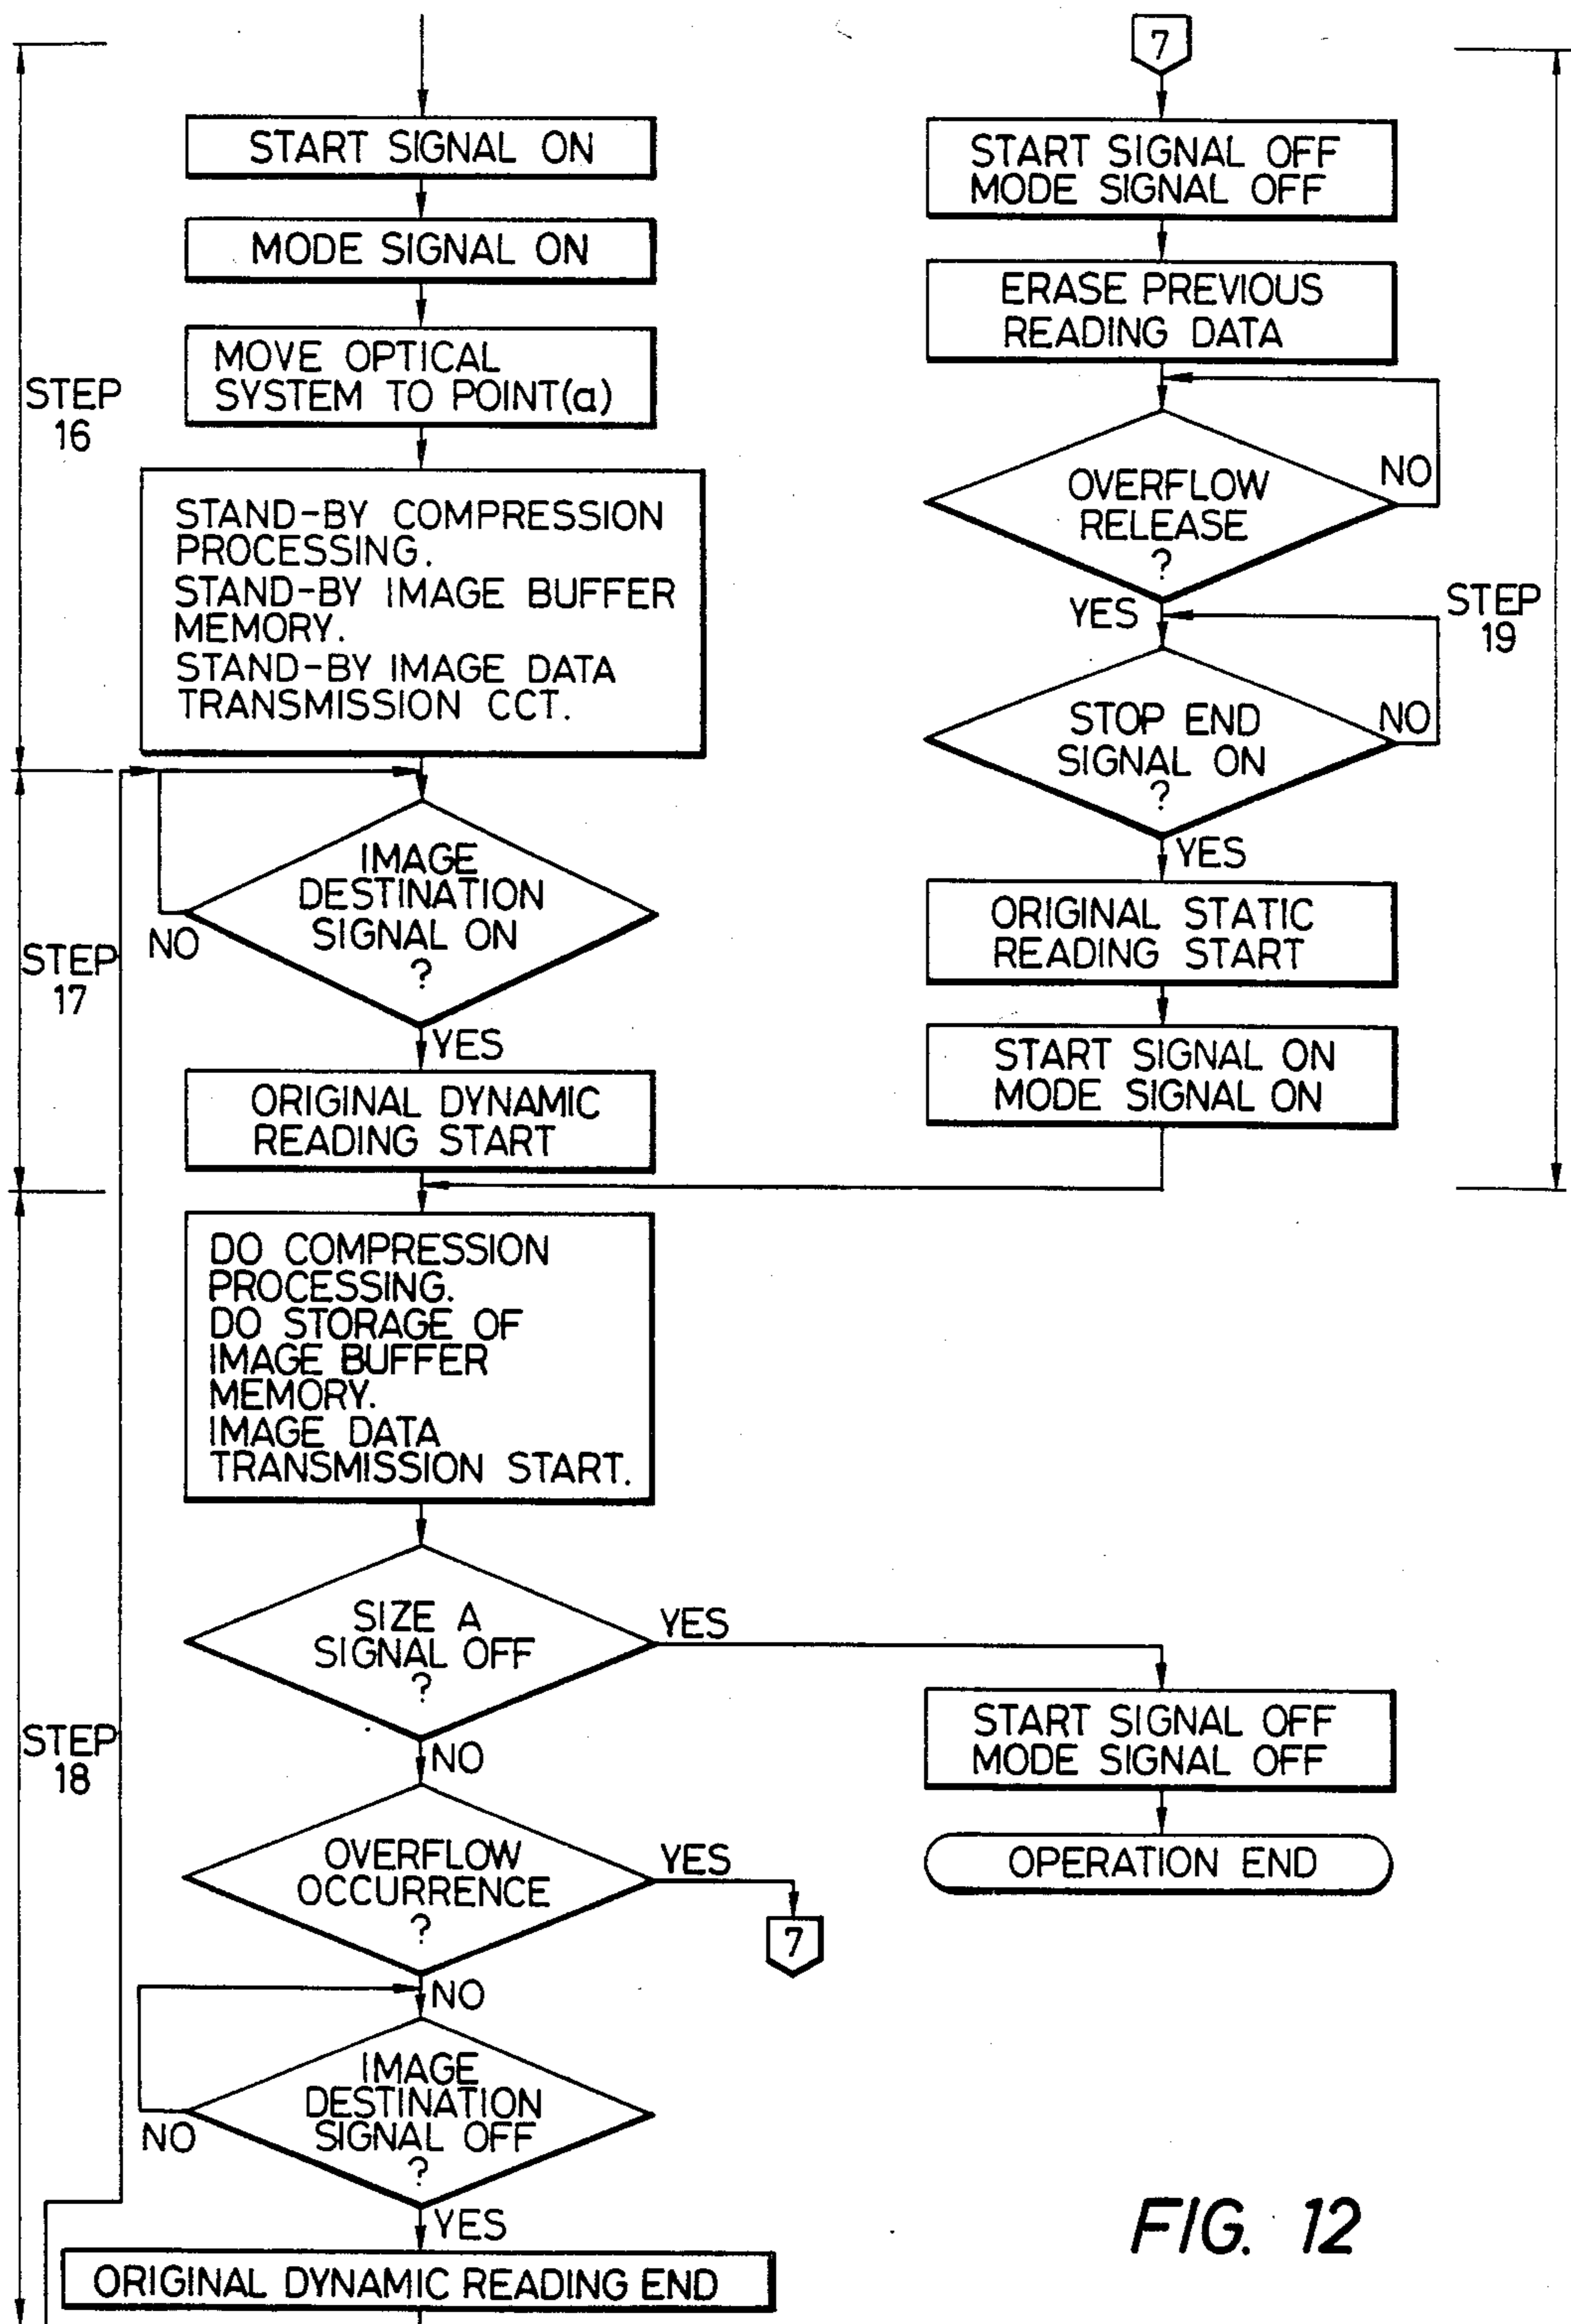 START SIGNAL ON
MODE SIGNAL ON
MOVE OPTICAL
SYSTEM TO POINT(a)
STEP
16
STAND-BY COMPRESSION
PROCESSING.
STAND-BY IMAGE BUFFER
MEMORY.
STAND-BY IMAGE DATA
TRANSMISSION CCT.
IMAGE
DESTINATION
SIGNAL ON
?
NO
STEP
17
YES
ORIGINAL DYNAMIC
READING START
DO COMPRESSION
PROCESSING.
DO STORAGE OF
IMAGE BUFFER
MEMORY.
IMAGE DATA
TRANSMISSION START.
SIZE A
SIGNAL OFF
?
YES
NO
STEP
18
OVERFLOW
OCCURRENCE
?
YES
7
NO
IMAGE
DESTINATION
SIGNAL OFF
?
NO
YES
ORIGINAL DYNAMIC READING END
7
START SIGNAL OFF
MODE SIGNAL OFF
ERASE PREVIOUS
READING DATA
OVERFLOW
RELEASE
?
NO
YES
STEP
19
STOP END
SIGNAL ON
?
NO
YES
ORIGINAL STATIC
READING START
START SIGNAL ON
MODE SIGNAL ON
START SIGNAL OFF
MODE SIGNAL OFF
OPERATION END
FIG. 12